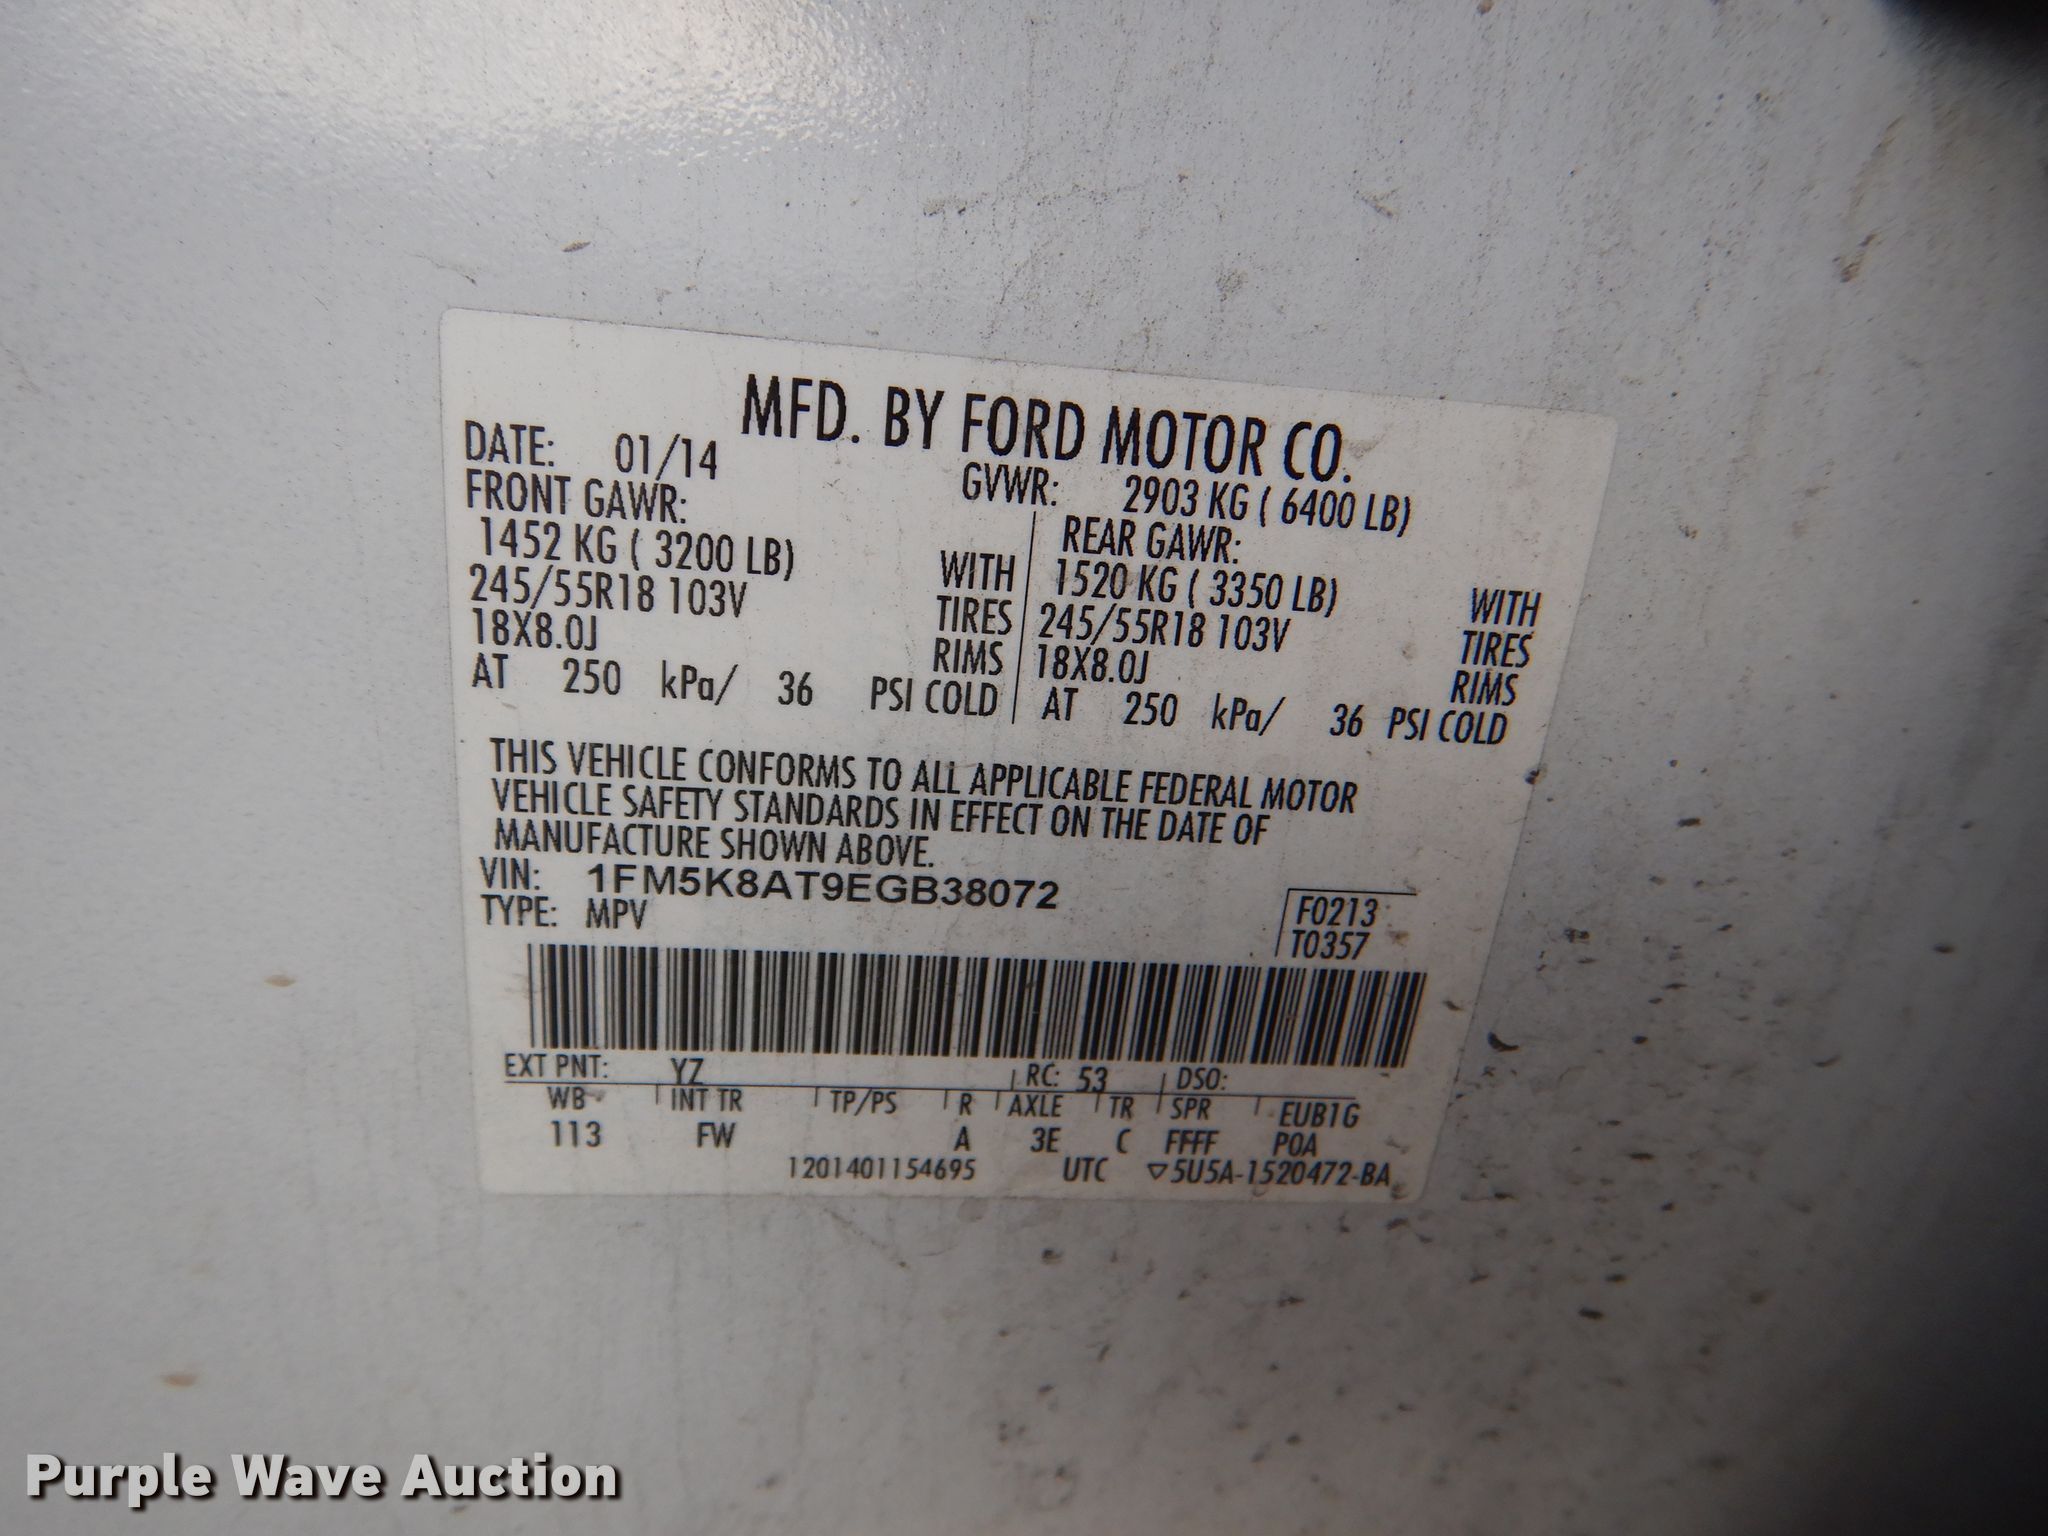 MFD. BY FORD MOTOR CO.
DATE: 01/14 GVWR: 2903 KG ( 6400 LB)
FRONT GAWR: REAR GAWR:
1452 KG ( 3200 LB) WITH 1520 KG ( 3350 LB) WITH
245/55R18 103V TIRES 245/55R18 103V TIRES
18X8.0J RIMS 18X8.0J RIMS
AT 250 kPa/ 36 PSI COLD AT 250 kPa/ 36 PSI COLD
THIS VEHICLE CONFORMS TO ALL APPLICABLE FEDERAL MOTOR
VEHICLE SAFETY STANDARDS IN EFFECT ON THE DATE OF
MANUFACTURE SHOWN ABOVE.
VIN: 1FM5K8AT9EGB38072
TYPE: MPV
F0213
T0357
EXT PNT: YZ RC: 53 DSO:
WB INT TR TP/PS R AXLE TR SPR EUB1G
113 FW A 3E C FFFF P0A
1201401154695 UTC ▽5U5A-1520472-BA
Purple Wave Auction